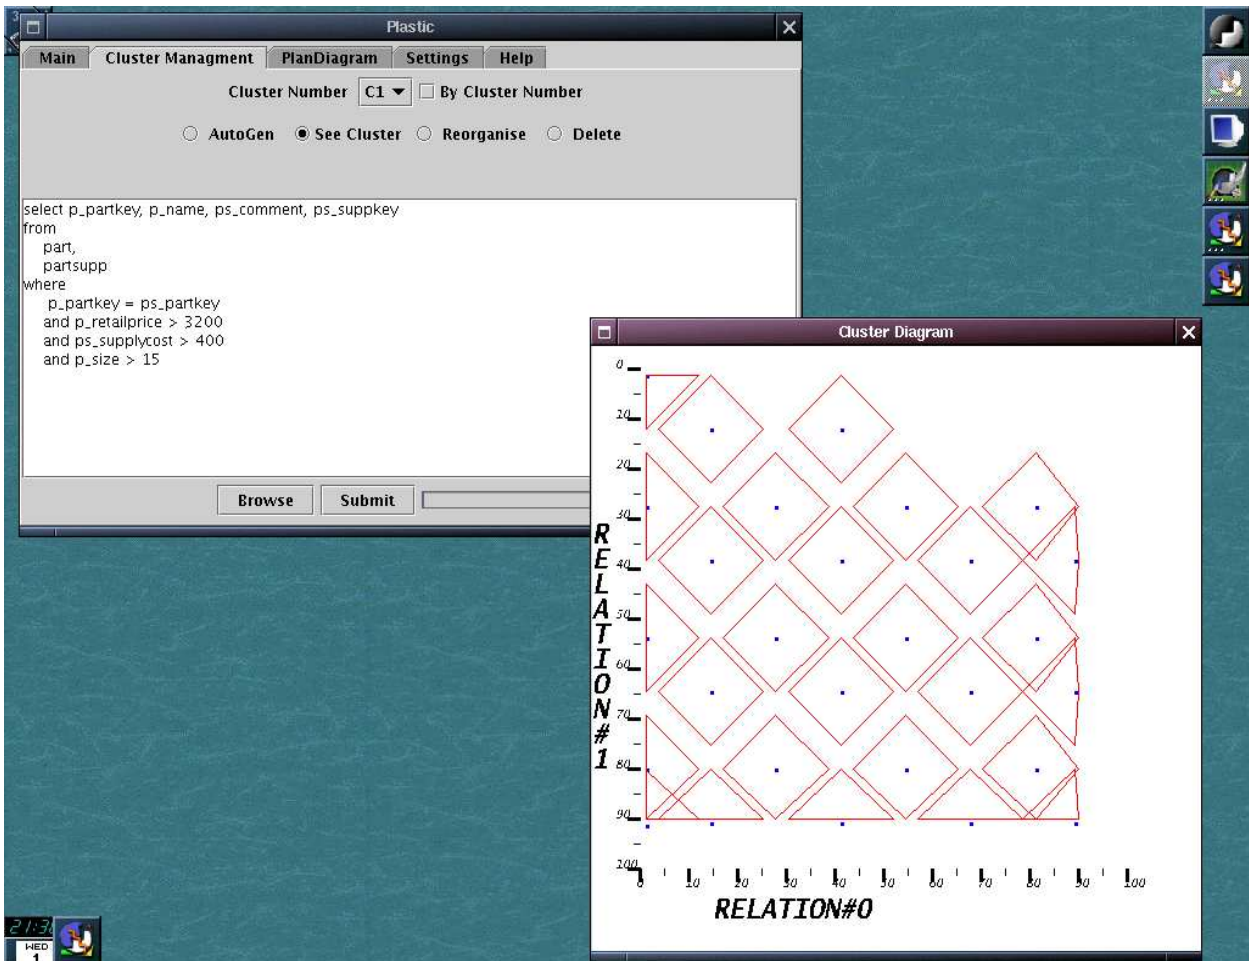 Plastic
Main Cluster Managment PlanDiagram Settings Help
Cluster Number C1 By Cluster Number
AutoGen See Cluster Reorganise Delete
select p_partkey, p_name, ps_comment, ps_suppkey
from
part,
partsupp
where
p_partkey = ps_partkey
and p_retailprice > 3200
and ps_supplycost > 400
and p_size > 15
Browse Submit
Cluster Diagram
0
10
20
30
40
50
60
70
80
90
100
RELATION#1
0 10 20 30 40 50 60 70 80 90 100
RELATION#0
WED
1